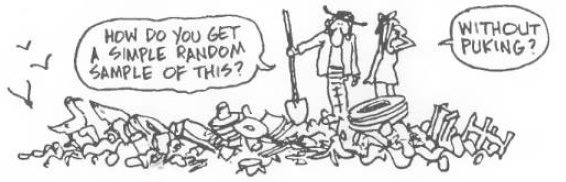 HOW DO YOU GET
A SIMPLE RANDOM
SAMPLE OF THIS?
WITHOUT
PUKING?